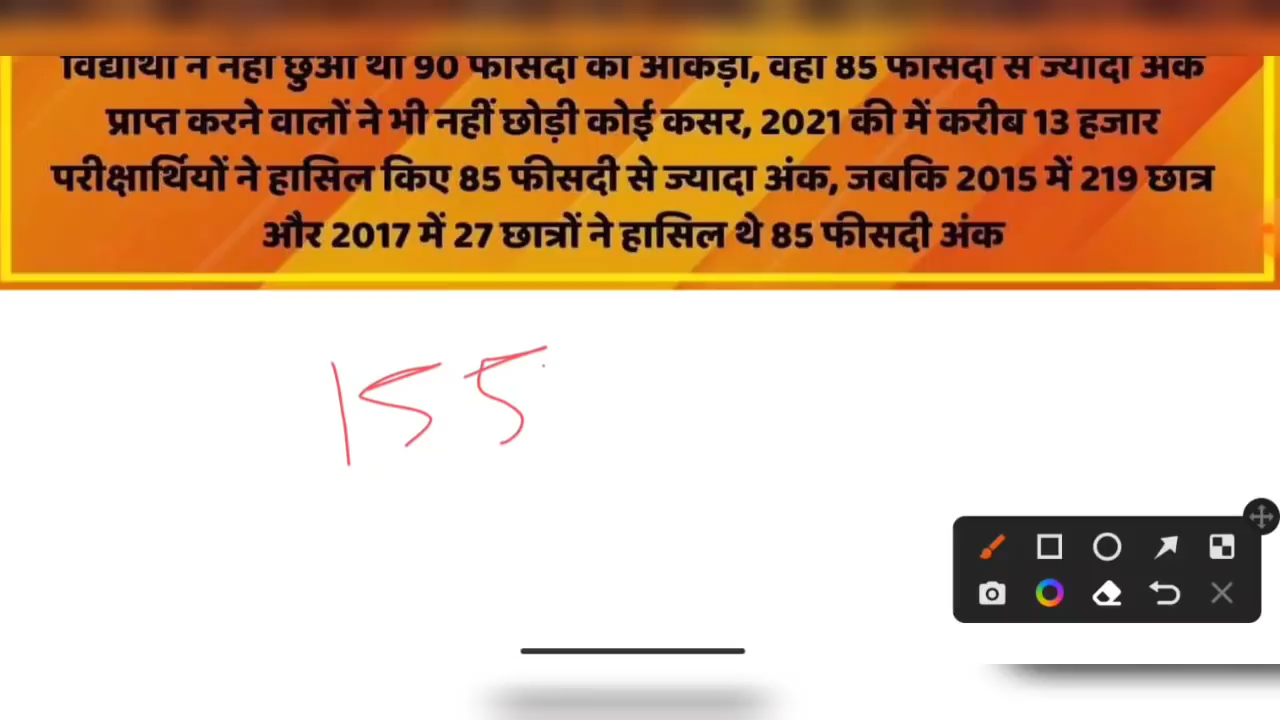 विद्यार्थी ने नहीं छुआ था 90 फीसदी का आंकड़ा, वहीं 85 फीसदी से ज्यादा अंक
प्राप्त करने वालों ने भी नहीं छोड़ी कोई कसर, 2021 की में करीब 13 हजार
परीक्षार्थियों ने हासिल किए 85 फीसदी से ज्यादा अंक, जबकि 2015 में 219 छात्र
और 2017 में 27 छात्रों ने हासिल थे 85 फीसदी अंक
155